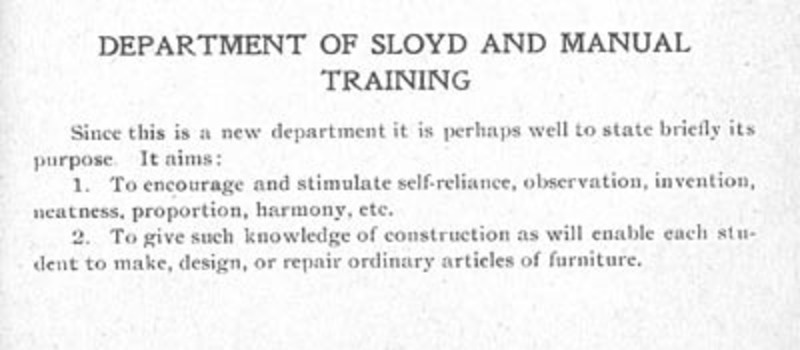 DEPARTMENT OF SLOYD AND MANUAL
TRAINING
Since this is a new department it is perhaps well to state briefly its
purpose. It aims:
1. To encourage and stimulate self-reliance, observation, invention,
neatness, proportion, harmony, etc.
2. To give such knowledge of construction as will enable each stu-
dent to make, design, or repair ordinary articles of furniture.